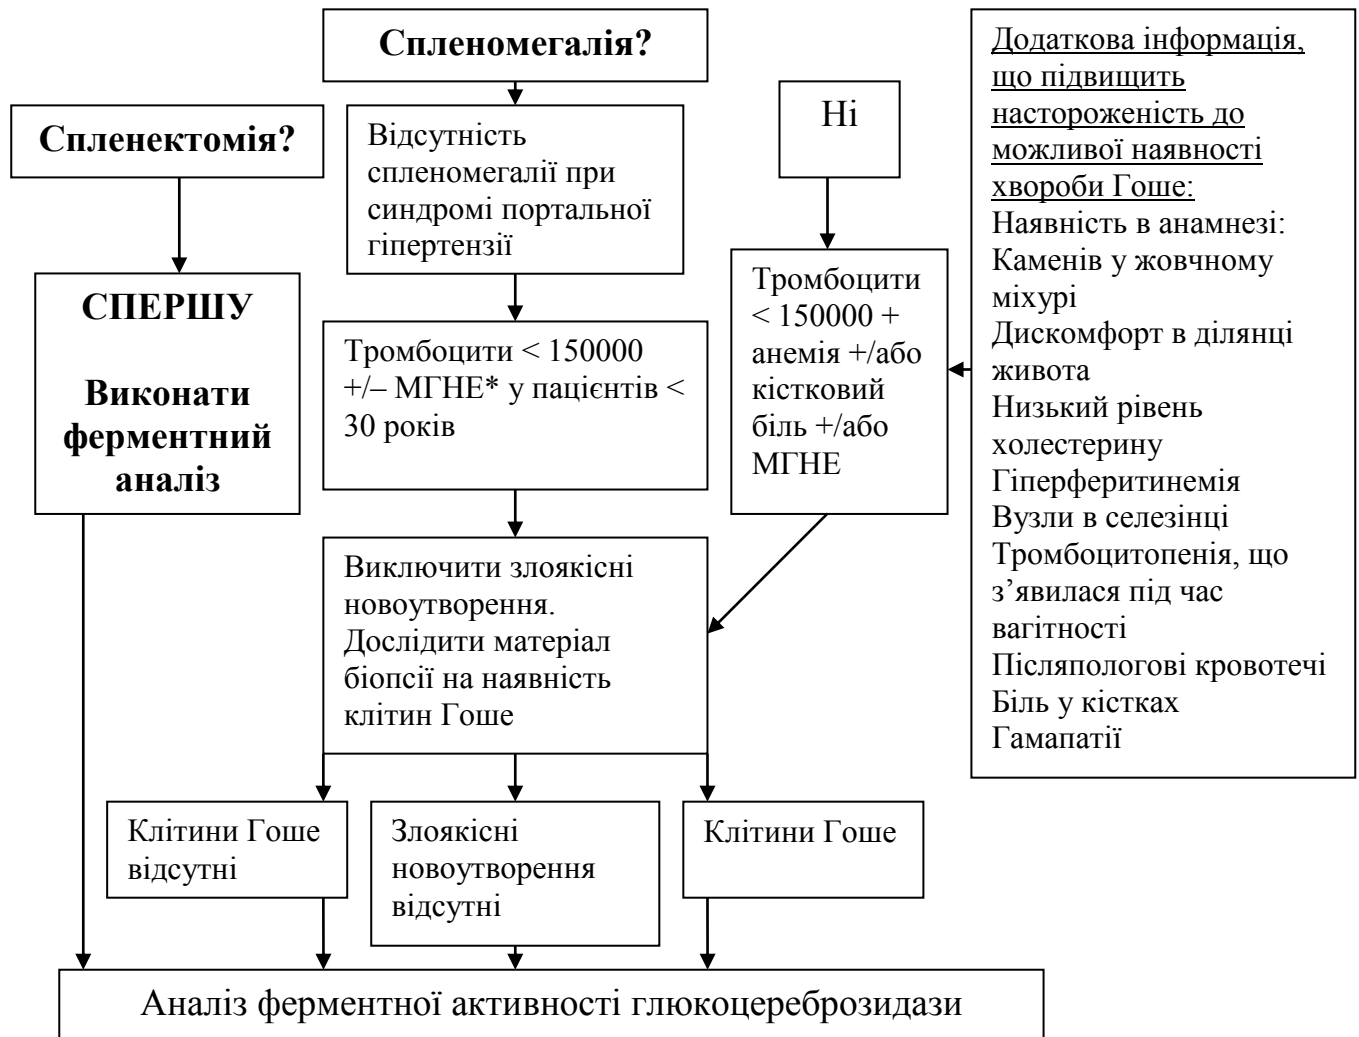 Спленомегалія?
Спленектомія?
Відсутність
спленомегалії при
синдромі портальної
гіпертензії
Ні
СПЕРШУ
Виконати
ферментний
аналіз
Тромбоцити < 150000
+/– МГНЕ* у пацієнтів <
30 років
Тромбоцити
< 150000 +
анемія +/або
кістковий
біль +/або
МГНЕ
Додаткова інформація,
що підвищить
настороженість до
можливої наявності
хвороби Гоше:
Наявність в анамнезі:
Каменів у жовчному
міхурі
Дискомфорт в ділянці
живота
Низький рівень
холестерину
Гіперферитинемія
Вузли в селезінці
Тромбоцитопенія, що
з’явилася під час
вагітності
Післяпологові кровотечі
Біль у кістках
Гамапатії
Виключити злоякісні
новоутворення.
Дослідити матеріал
біопсії на наявність
клітин Гоше
Клітини Гоше
відсутні
Злоякісні
новоутворення
відсутні
Клітини Гоше
Аналіз ферментної активності глюкоцереброзидази